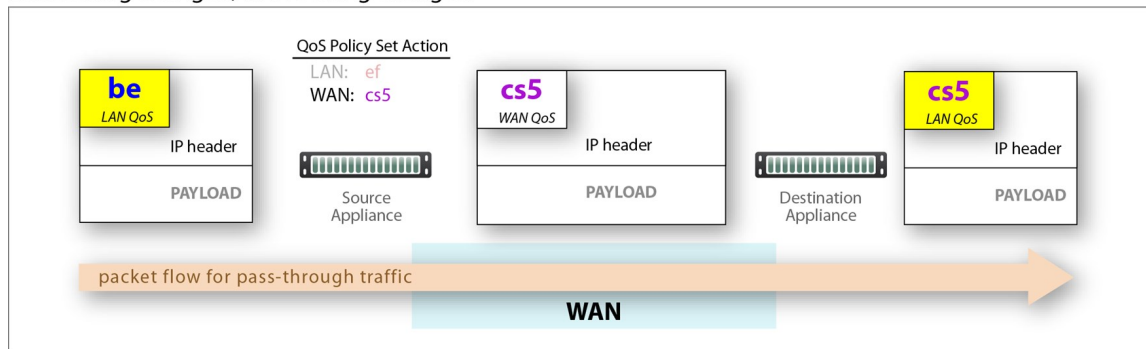 QoS Policy Set Action
LAN: ef
WAN: cs5
be
LAN QoS
IP header
PAYLOAD
Source
Appliance
cs5
WAN QoS
IP header
PAYLOAD
Destination
Appliance
cs5
LAN QoS
IP header
PAYLOAD
packet flow for pass-through traffic
WAN